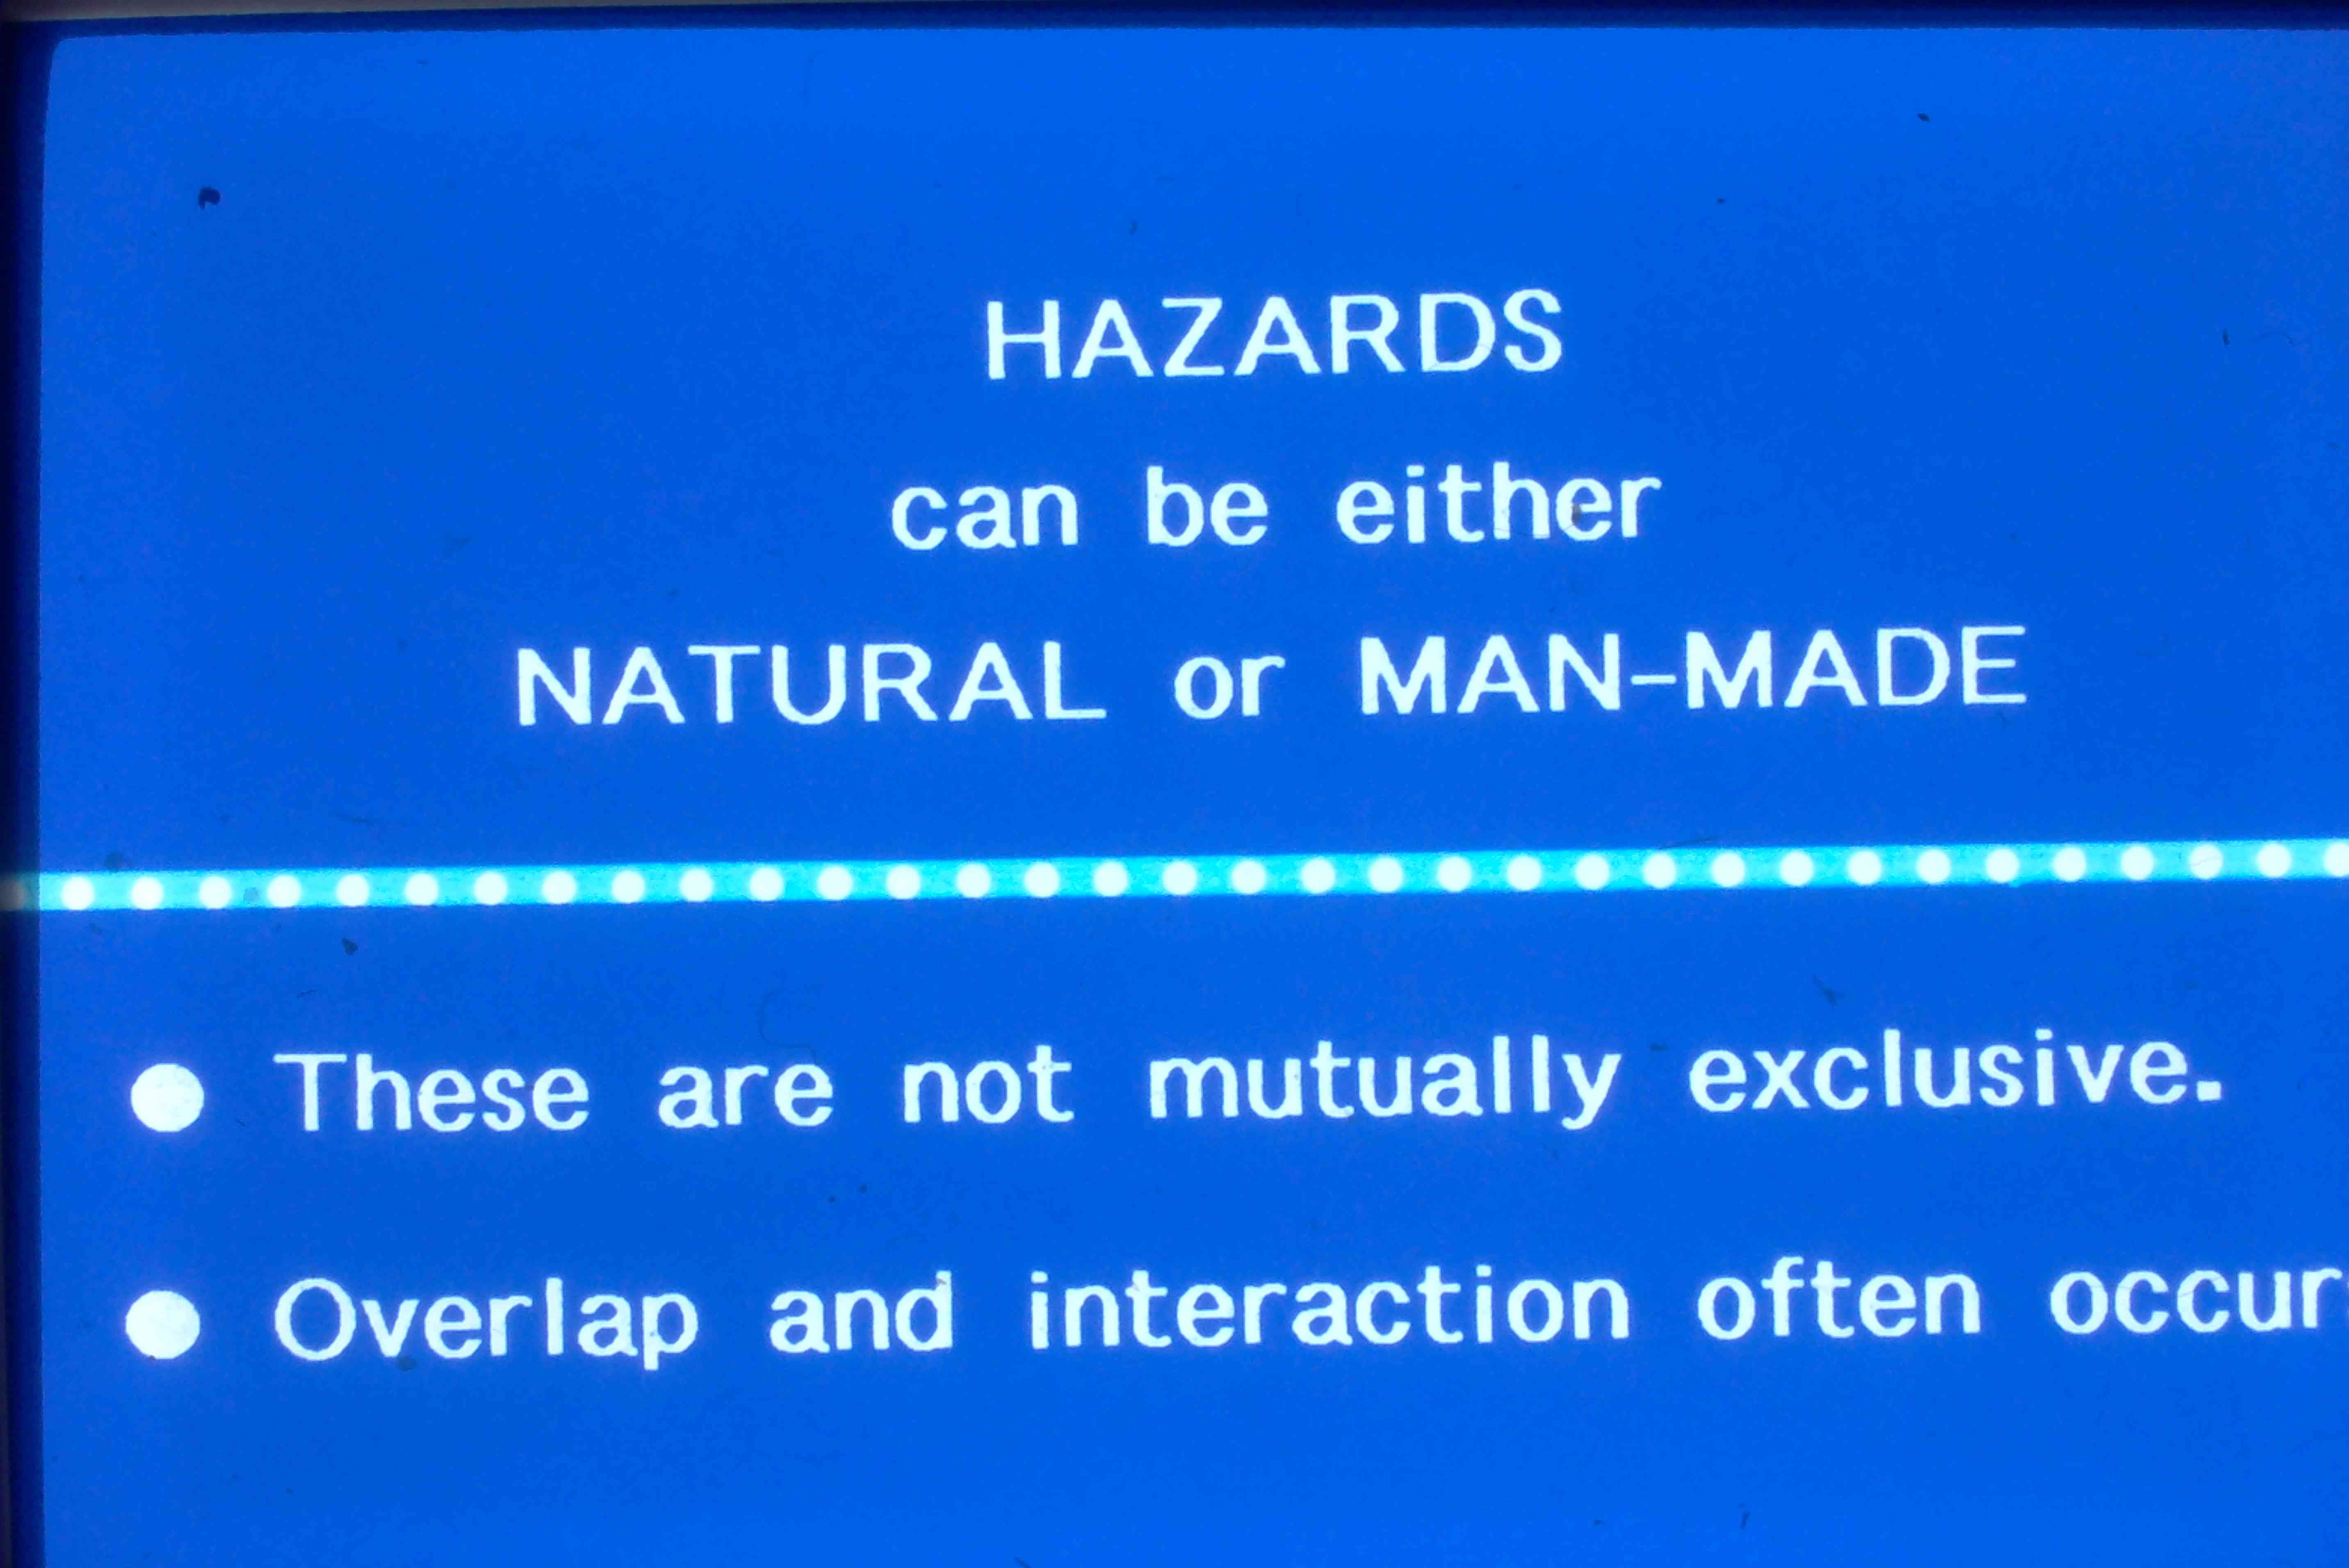 HAZARDS
can be either
NATURAL or MAN-MADE
● These are not mutually exclusive.
● Overlap and interaction often occur